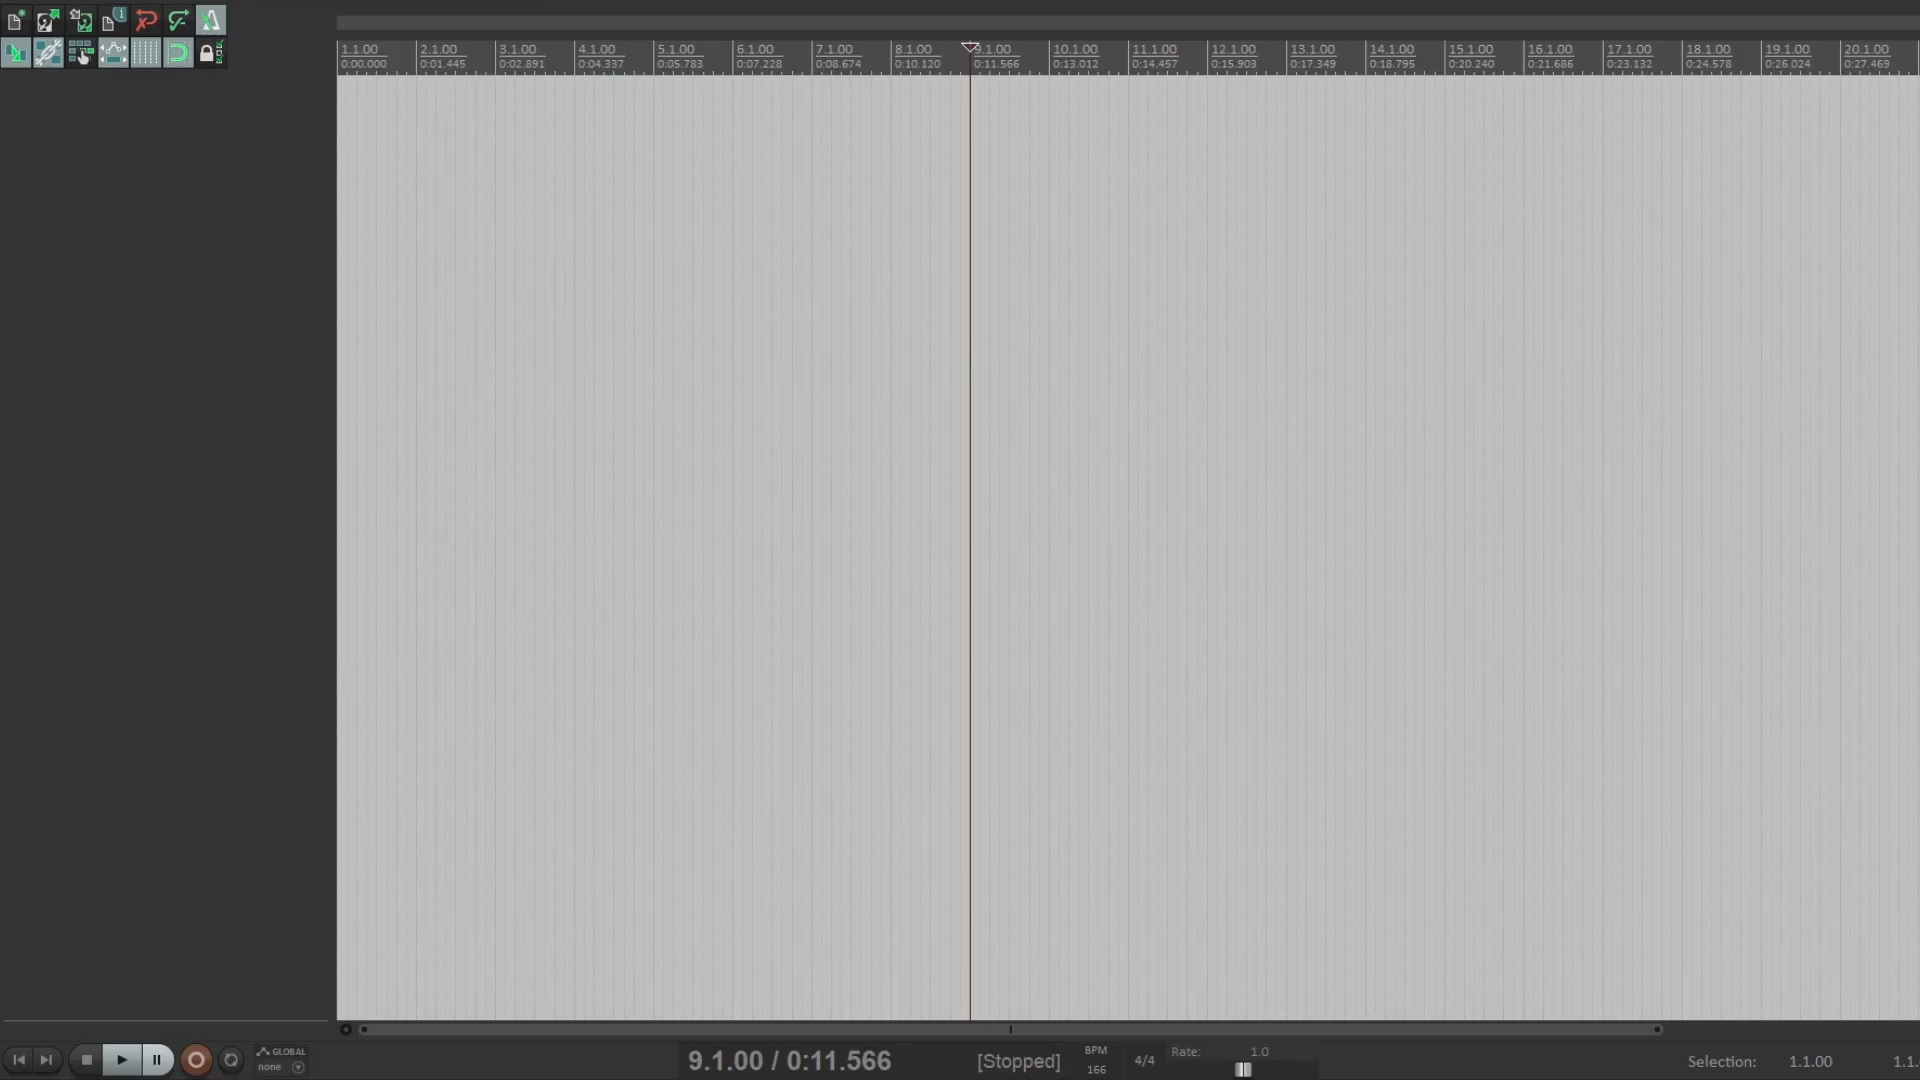 1.1.00 2.1.00 3.1.00 4.1.00 5.1.00 6.1.00 7.1.00 8.1.00 9.1.00 10.1.00 11.1.00 12.1.00 13.1.00 14.1.00 15.1.00 16.1.00 17.1.00 18.1.00 19.1.00 20.1.00
0:00.000 0:01.445 0:02.891 0:04.337 0:05.783 0:07.228 0:08.674 0:10.120 0:11.566 0:13.012 0:14.457 0:15.903 0:17.349 0:18.795 0:20.240 0:21.686 0:23.132 0:24.578 0:26.024 0:27.469
GLOBAL
none
9.1.00 / 0:11.566
[Stopped]
BPM
166
4/4
Rate: 1.0
Selection: 1.1.00 1.1.